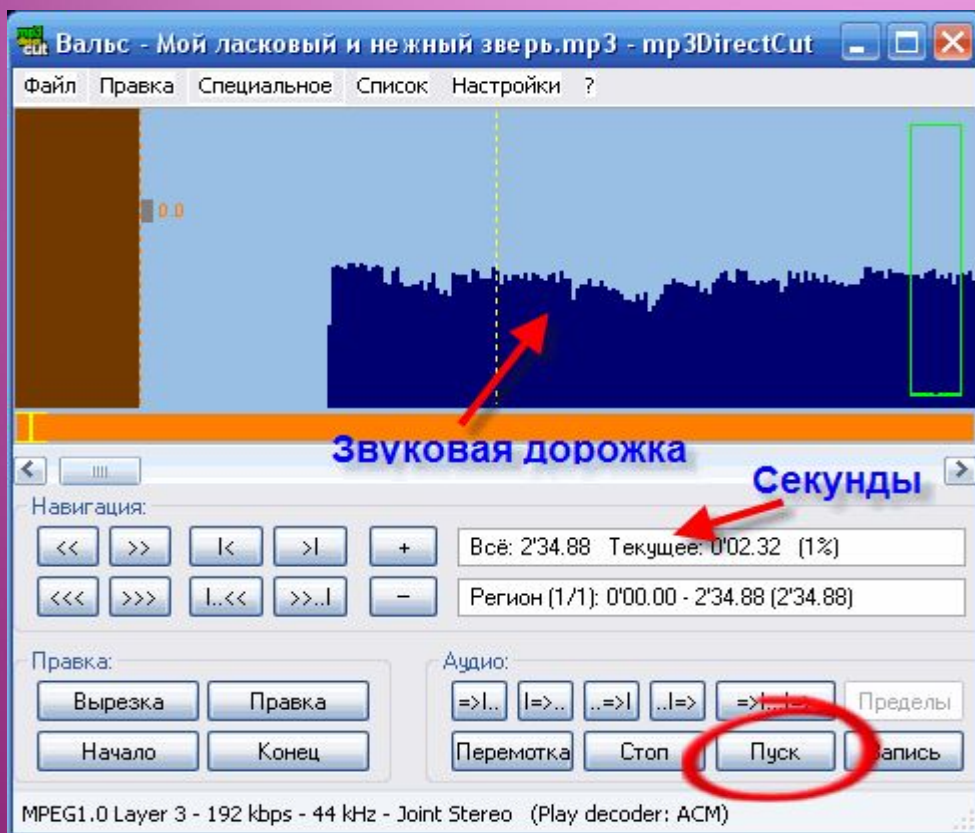 Вальс - Мой ласковый и нежный зверь.mp3 - mp3DirectCut
Файл Правка Специальное Список Настройки ?
0.0
Звуковая дорожка
Секунды
Навигация:
<< >> |< >| +
Всё: 2'34.88 Текущее: 0'02.32 (1%)
<<< >>> |..<< >>..| −
Регион (1/1): 0'00.00 - 2'34.88 (2'34.88)
Правка:
Вырезка Правка
Начало Конец
Аудио:
=>|.. |=>.. ..=>| ..|=> =>|...|=> Пределы
Перемотка Стоп Пуск Запись
MPEG1.0 Layer 3 - 192 kbps - 44 kHz - Joint Stereo (Play decoder: ACM)